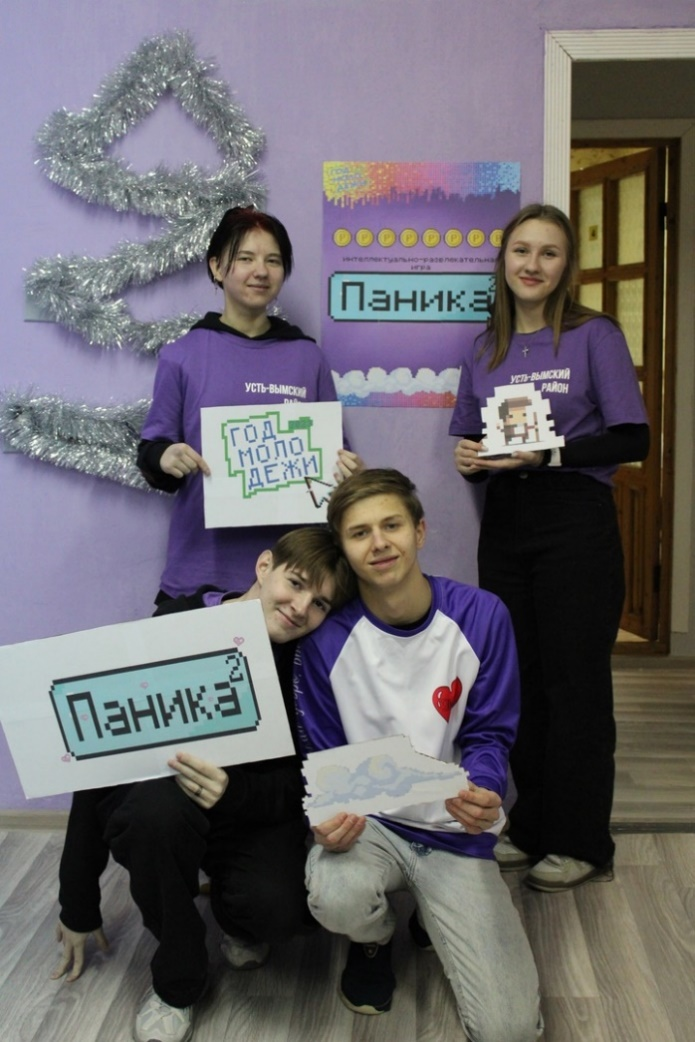 ИНТЕЛЛЕКТУАЛЬНО-РАЗВЛЕКАТЕЛЬНАЯ
ИГРА
Паника²
УСТЬ-ВЫМСКИЙ
РАЙОН
УСТЬ-ВЫМСКИЙ
РАЙОН
ГОД
МОЛО
ДЕЖИ
Паника²